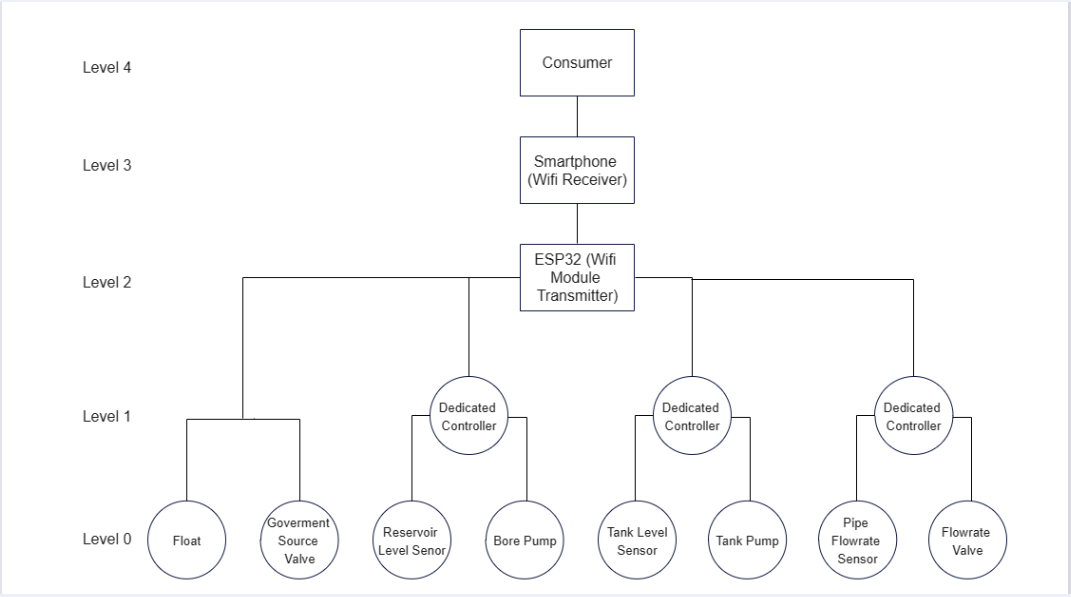 Level 4
Consumer
Level 3
Smartphone
(Wifi Receiver)
Level 2
ESP32 (Wifi
Module
Transmitter)
Level 1
Dedicated
Controller
Dedicated
Controller
Dedicated
Controller
Level 0
Float
Goverment
Source
Valve
Reservoir
Level Senor
Bore Pump
Tank Level
Sensor
Tank Pump
Pipe
Flowrate
Sensor
Flowrate
Valve